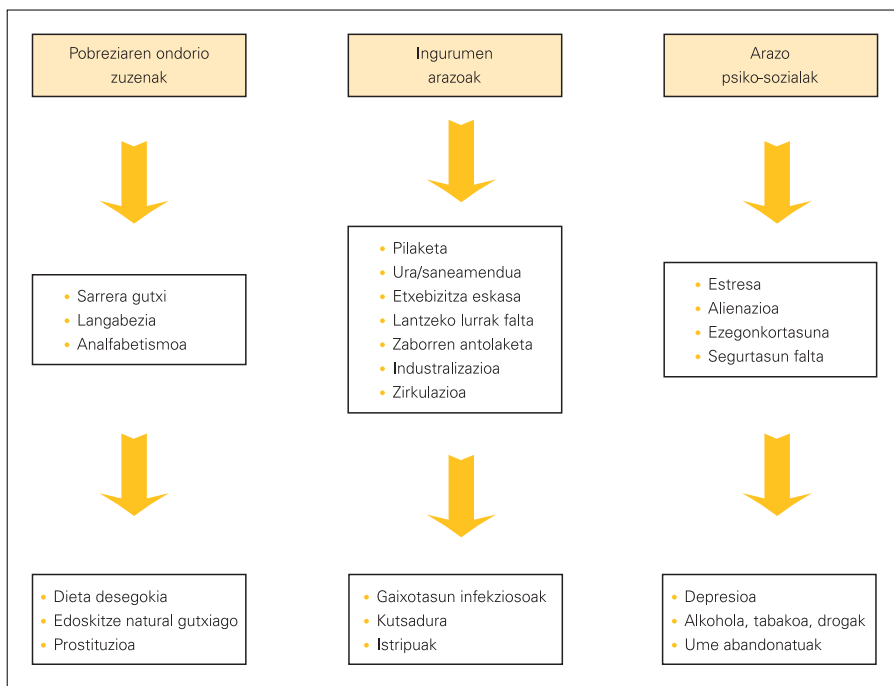 Pobreziaren ondorio
zuzenak
Ingurumen
arazoak
Arazo
psiko-sozialak
• Sarrera gutxi
• Langabezia
• Analfabetismoa
• Pilaketa
• Ura/saneamendua
• Etxebizitza eskasa
• Lantzeko lurrak falta
• Zaborren antolaketa
• Industralizazioa
• Zirkulazioa
• Estresa
• Alienazioa
• Ezegonkortasuna
• Segurtasun falta
• Dieta desegokia
• Edoskitze natural gutxiago
• Prostituzioa
• Gaixotasun infekziosoak
• Kutsadura
• Istripuak
• Depresioa
• Alkohola, tabakoa, drogak
• Ume abandonatuak